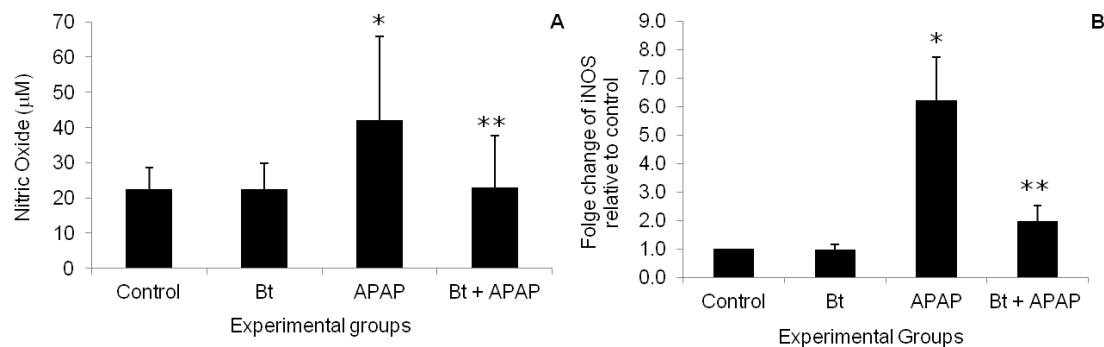 A
Nitric Oxide (μM)
70
60
50
40
30
20
10
0
*
**
Control Bt APAP Bt + APAP
Experimental groups
B
Folge change of iNOS
relative to control
9.0
8.0
7.0
6.0
5.0
4.0
3.0
2.0
1.0
0.0
*
**
Control Bt APAP Bt + APAP
Experimental Groups